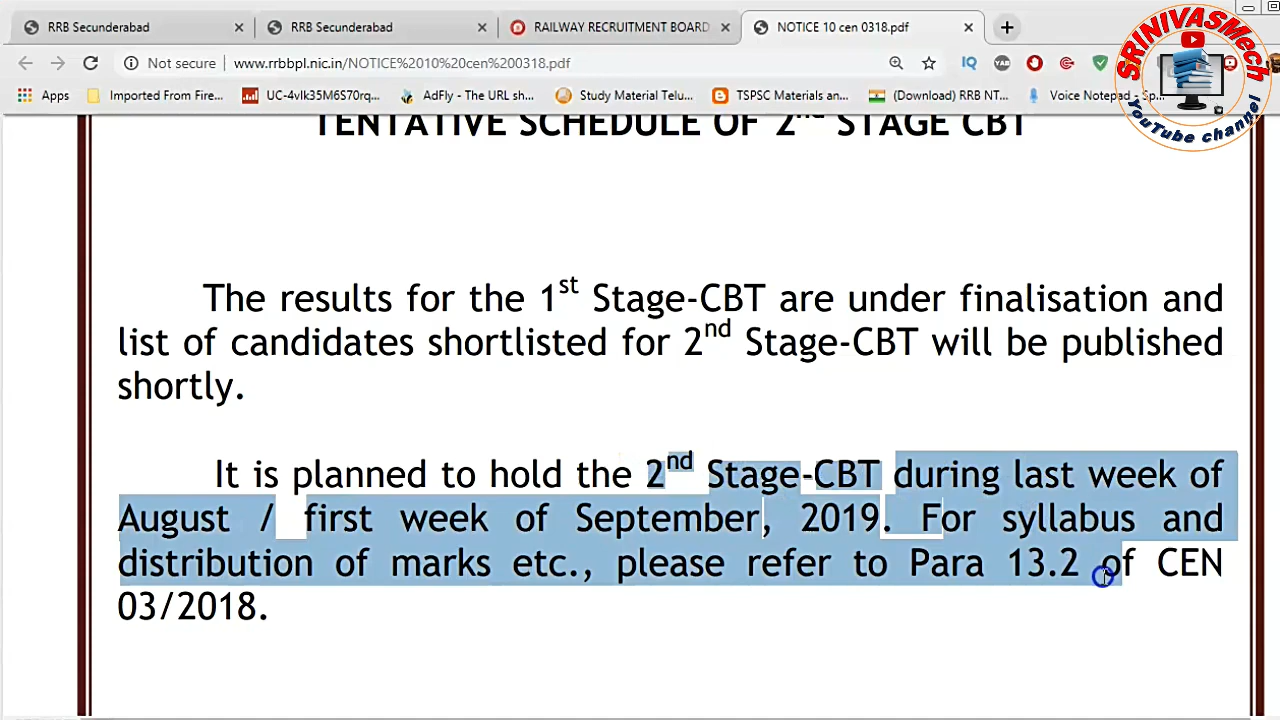 RRB Secunderabad
RRB Secunderabad
RAILWAY RECRUITMENT BOARD
NOTICE 10 cen 0318.pdf
Not secure
www.rrbbpl.nic.in/NOTICE%2010%20cen%200318.pdf
IQ
YAB
Apps
Imported From Fire...
UC-4vlk35M6S70rq...
AdFly - The URL sh...
Study Material Telu...
TSPSC Materials an...
(Download) RRB NT...
Voice Notepad - Sp...
SRINIVASMech
YouTube channel
TENTATIVE SCHEDULE OF 2nd STAGE CBT
The results for the 1st Stage-CBT are under finalisation and
list of candidates shortlisted for 2nd Stage-CBT will be published
shortly.
It is planned to hold the 2nd Stage-CBT during last week of
August / first week of September, 2019. For syllabus and
distribution of marks etc., please refer to Para 13.2 of CEN
03/2018.